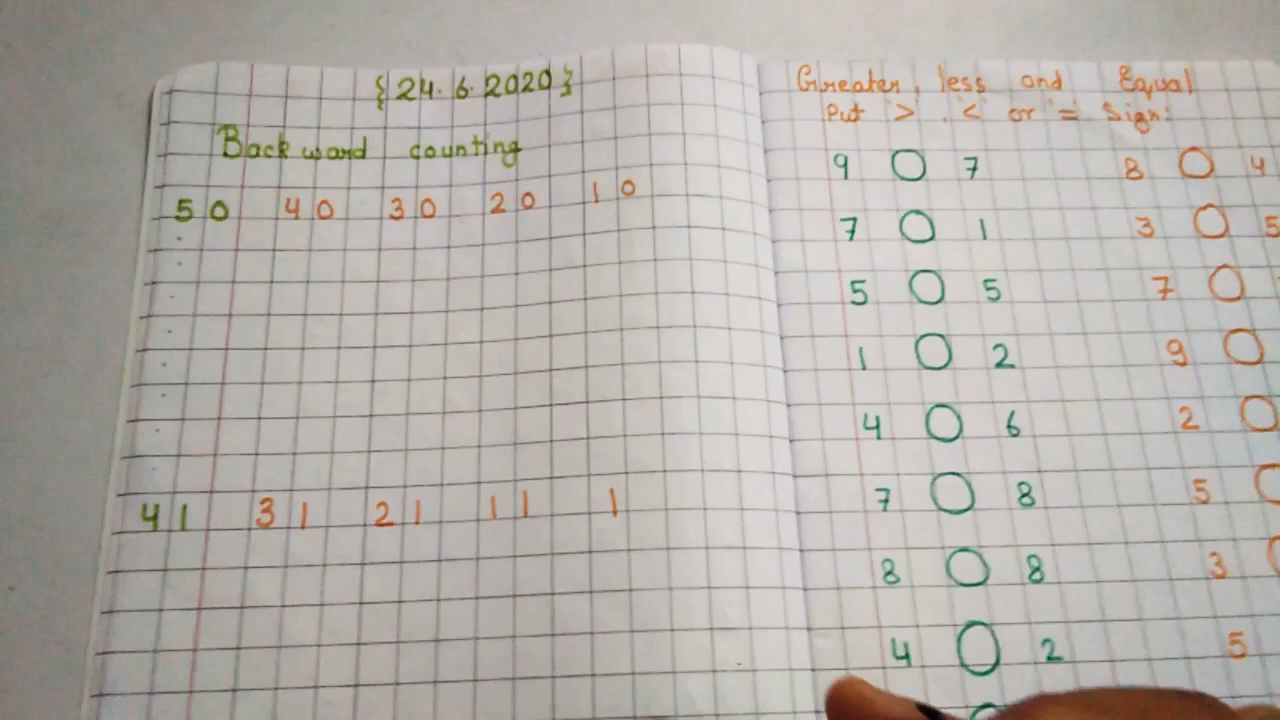 {24.6.2020}
Backward counting
50 40 30 20 10
41 31 21 11 1
Greater, less and Equal
Put '>', '<' or '=' Sign:
9 ○ 7 8 ○ 4
7 ○ 1 3 ○ 5
5 ○ 5 7 ○
1 ○ 2 9 ○
4 ○ 6 2 ○
7 ○ 8 5 ○
8 ○ 8 3 ○
4 ○ 2 5